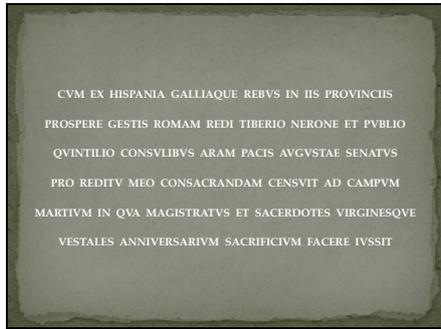 CVM EX HISPANIA GALLIAQUE REBVS IN IIS PROVINCIIS
PROSPERE GESTIS ROMAM REDI TIBERIO NERONE ET PVBLIO
QVINTILIO CONSVLIBVS ARAM PACIS AVGVSTAE SENATVS
PRO REDITV MEO CONSACRANDAM CENSVIT AD CAMPVM
MARTIVM IN QVA MAGISTRATVS ET SACERDOTES VIRGINESQVE
VESTALES ANNIVERSARIVM SACRIFICIVM FACERE IVSSIT